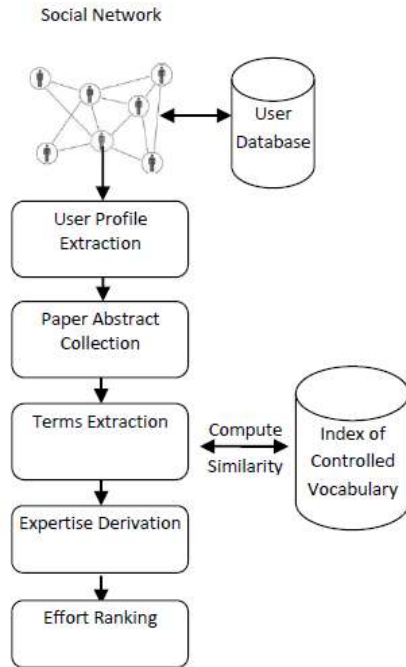 Social Network
User
Database
User Profile
Extraction
Paper Abstract
Collection
Terms Extraction
Compute
Similarity
Index of
Controlled
Vocabulary
Expertise Derivation
Effort Ranking